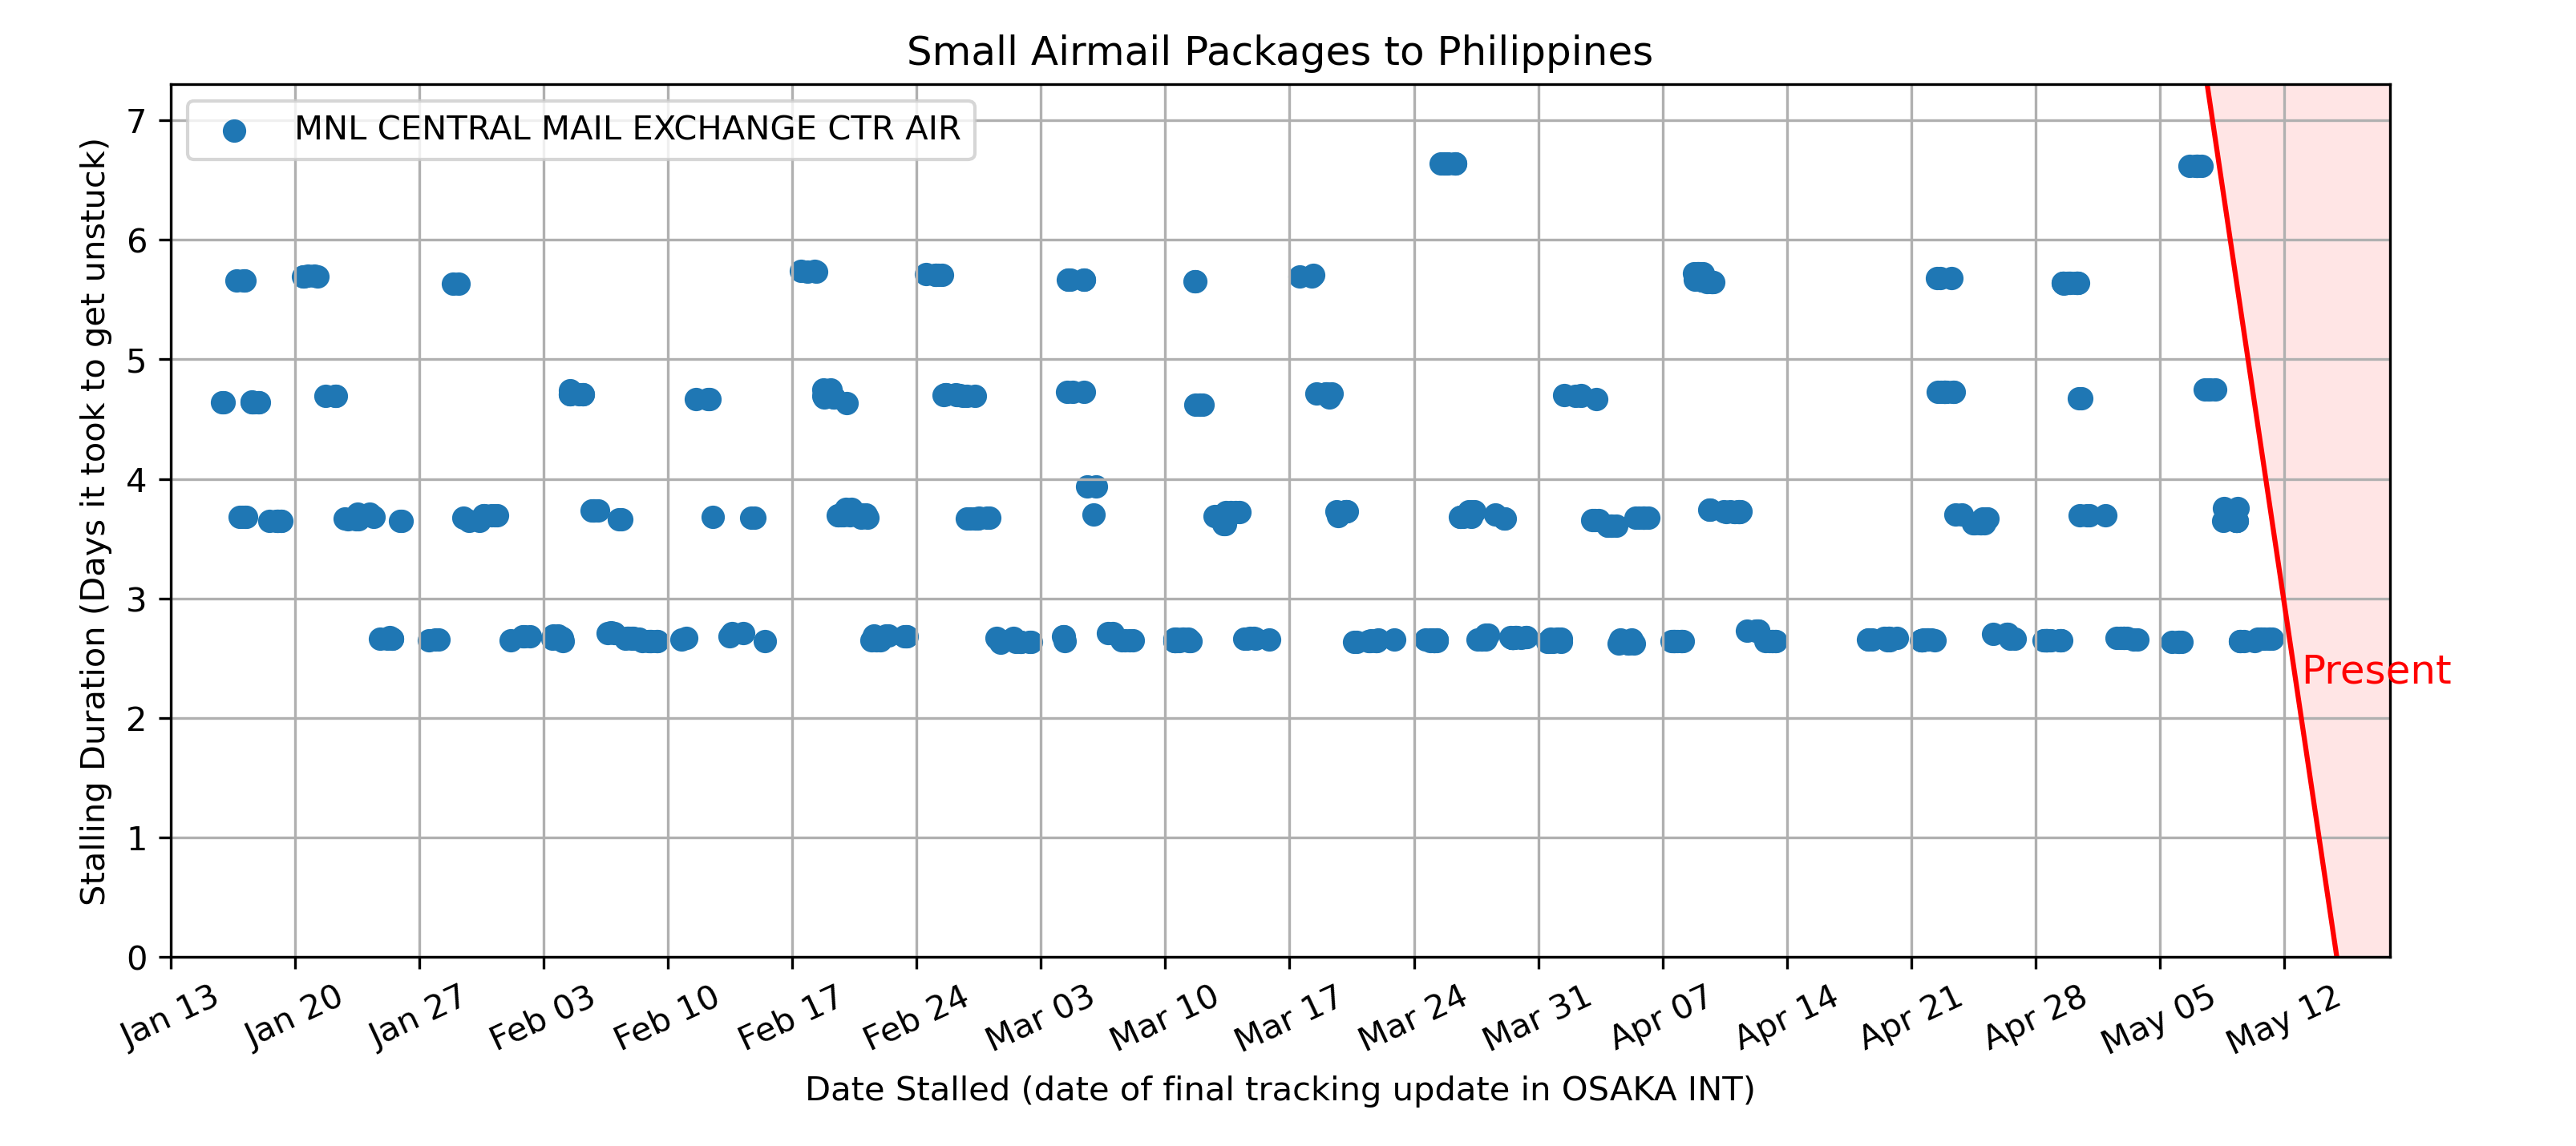 Small Airmail Packages to Philippines
MNL CENTRAL MAIL EXCHANGE CTR AIR
Stalling Duration (Days it took to get unstuck)
7
6
5
4
3
2
1
0
Present
Jan 13
Jan 20
Jan 27
Feb 03
Feb 10
Feb 17
Feb 24
Mar 03
Mar 10
Mar 17
Mar 24
Mar 31
Apr 07
Apr 14
Apr 21
Apr 28
May 05
May 12
Date Stalled (date of final tracking update in OSAKA INT)